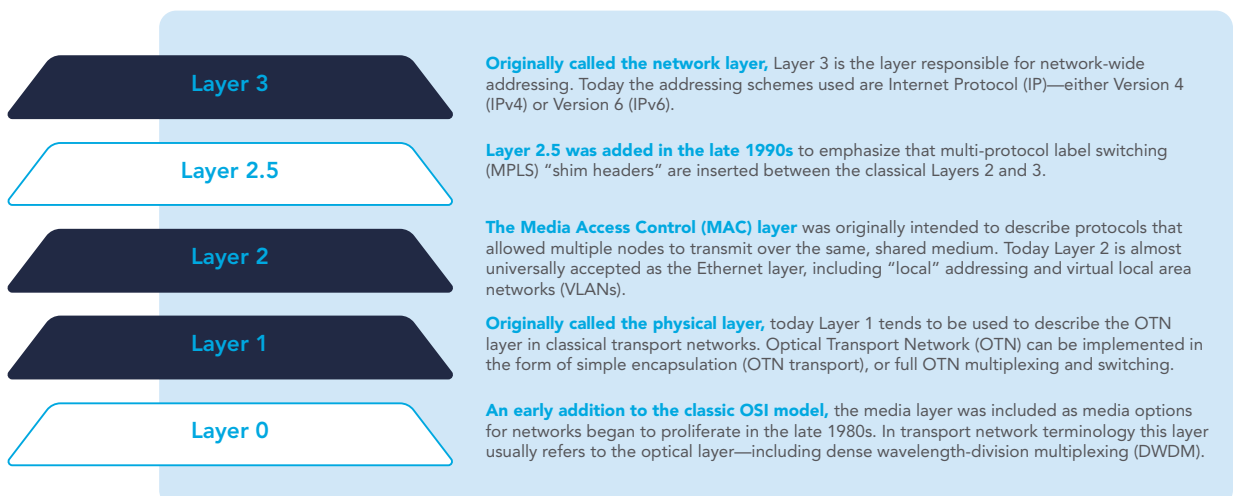 Layer 3
Originally called the network layer, Layer 3 is the layer responsible for network-wide
addressing. Today the addressing schemes used are Internet Protocol (IP)—either Version 4
(IPv4) or Version 6 (IPv6).
Layer 2.5
Layer 2.5 was added in the late 1990s to emphasize that multi-protocol label switching
(MPLS) “shim headers” are inserted between the classical Layers 2 and 3.
Layer 2
The Media Access Control (MAC) layer was originally intended to describe protocols that
allowed multiple nodes to transmit over the same, shared medium. Today Layer 2 is almost
universally accepted as the Ethernet layer, including “local” addressing and virtual local area
networks (VLANs).
Layer 1
Originally called the physical layer, today Layer 1 tends to be used to describe the OTN
layer in classical transport networks. Optical Transport Network (OTN) can be implemented in
the form of simple encapsulation (OTN transport), or full OTN multiplexing and switching.
Layer 0
An early addition to the classic OSI model, the media layer was included as media options
for networks began to proliferate in the late 1980s. In transport network terminology this layer
usually refers to the optical layer—including dense wavelength-division multiplexing (DWDM).